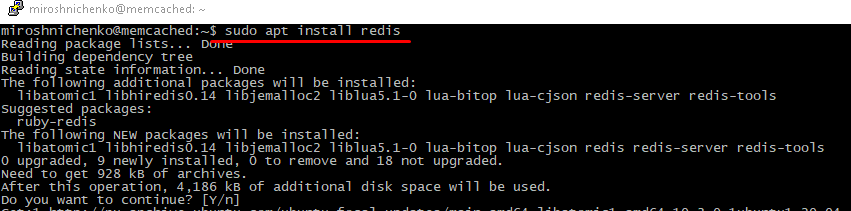 miroshnichenko@memcached: ~
miroshnichenko@memcached:~$ sudo apt install redis
Reading package lists... Done
Building dependency tree
Reading state information... Done
The following additional packages will be installed:
libatomic1 libhiredis0.14 libjemalloc2 liblua5.1-0 lua-bitop lua-cjson redis-server redis-tools
Suggested packages:
ruby-redis
The following NEW packages will be installed:
libatomic1 libhiredis0.14 libjemalloc2 liblua5.1-0 lua-bitop lua-cjson redis redis-server redis-tools
0 upgraded, 9 newly installed, 0 to remove and 18 not upgraded.
Need to get 928 kB of archives.
After this operation, 4,186 kB of additional disk space will be used.
Do you want to continue? [Y/n]